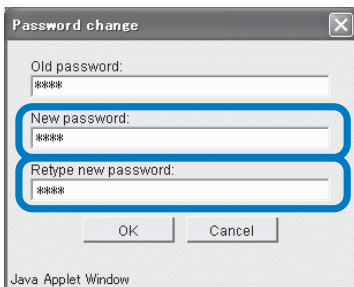 Password change
Old password:
****
New password:
****
Retype new password:
****
OK Cancel
Java Applet Window